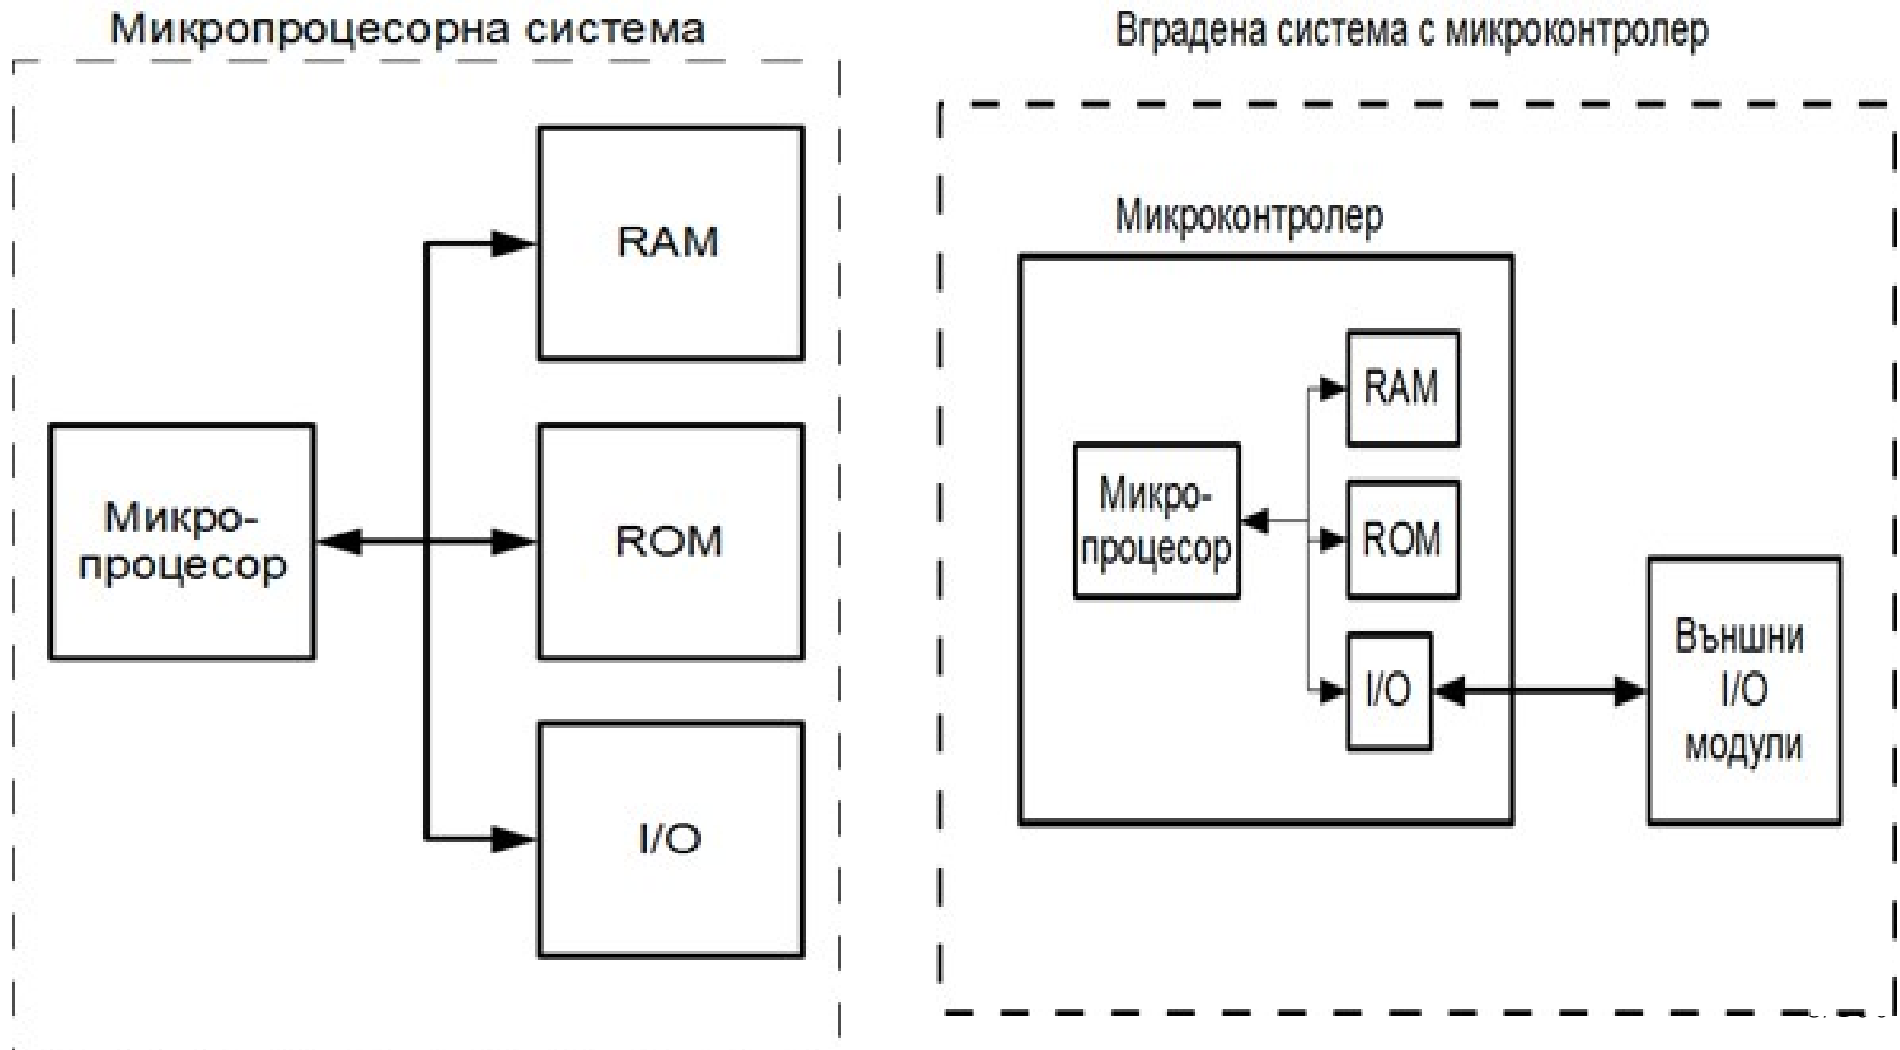 Микропроцесорна система
RAM
Микро-
процесор
ROM
I/O
Вградена система с микроконтролер
Микроконтролер
RAM
Микро-
процесор
ROM
I/O
Външни
I/O
модули